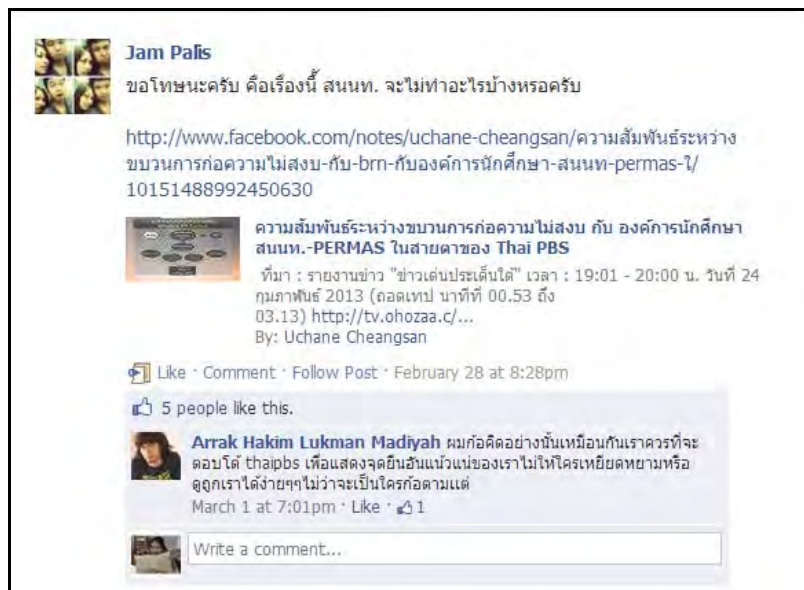 Jam Palis
ขอโทษนะครับ คือเรื่องนี้ สนนท. จะไม่ทำอะไรบ้างหรอครับ
http://www.facebook.com/notes/uchane-cheangsan/ความสัมพันธ์ระหว่าง
ขบวนการก่อความไม่สงบ-กับ-brn-กับองค์การนักศึกษา-สนนท-permas-ใ/
10151488992450630
ความสัมพันธ์ระหว่างขบวนการก่อความไม่สงบ กับ องค์การนักศึกษา
สนนท.-PERMAS ในสายตาของ Thai PBS
ที่มา : รายงานข่าว "ข่าวเด่นประเด็นใต้" เวลา : 19:01 - 20:00 น. วันที่ 24
กุมภาพันธ์ 2013 (ถอดเทป นาทีที่ 00.53 ถึง
03.13) http://tv.ohozaa.c/...
By: Uchane Cheangsan
Like · Comment · Follow Post · February 28 at 8:28pm
5 people like this.
Arrak Hakim Lukman Madiyah ผมก้อคิดอย่างนั้นเหมือนกันเราควรที่จะ
ตอบโต้ thaipbs เพื่อแสดงจุดยืนอันแน้วแน่ของเราไม่ให้ใครเหยียดหยามหรือ
ดูถูกเราได้ง่ายๆๆไม่ว่าจะเป็นใครก้อตามแต่
March 1 at 7:01pm · Like · 1
Write a comment...